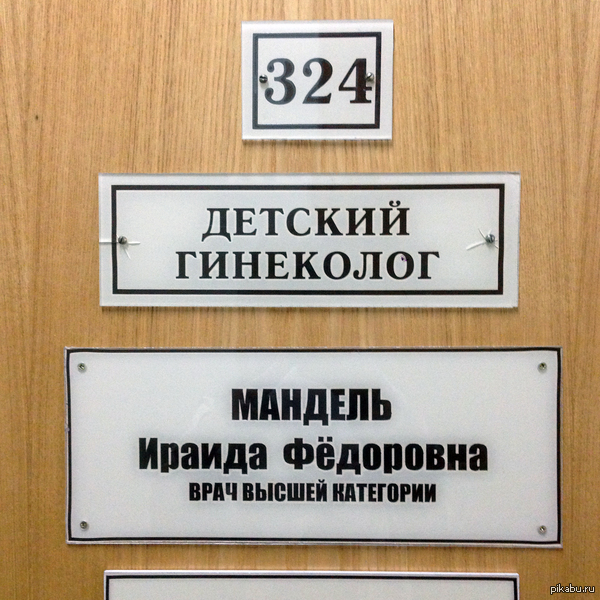 324
ДЕТСКИЙ
ГИНЕКОЛОГ
МАНДЕЛЬ
Ираида Фёдоровна
ВРАЧ ВЫСШЕЙ КАТЕГОРИИ
pikabu.ru